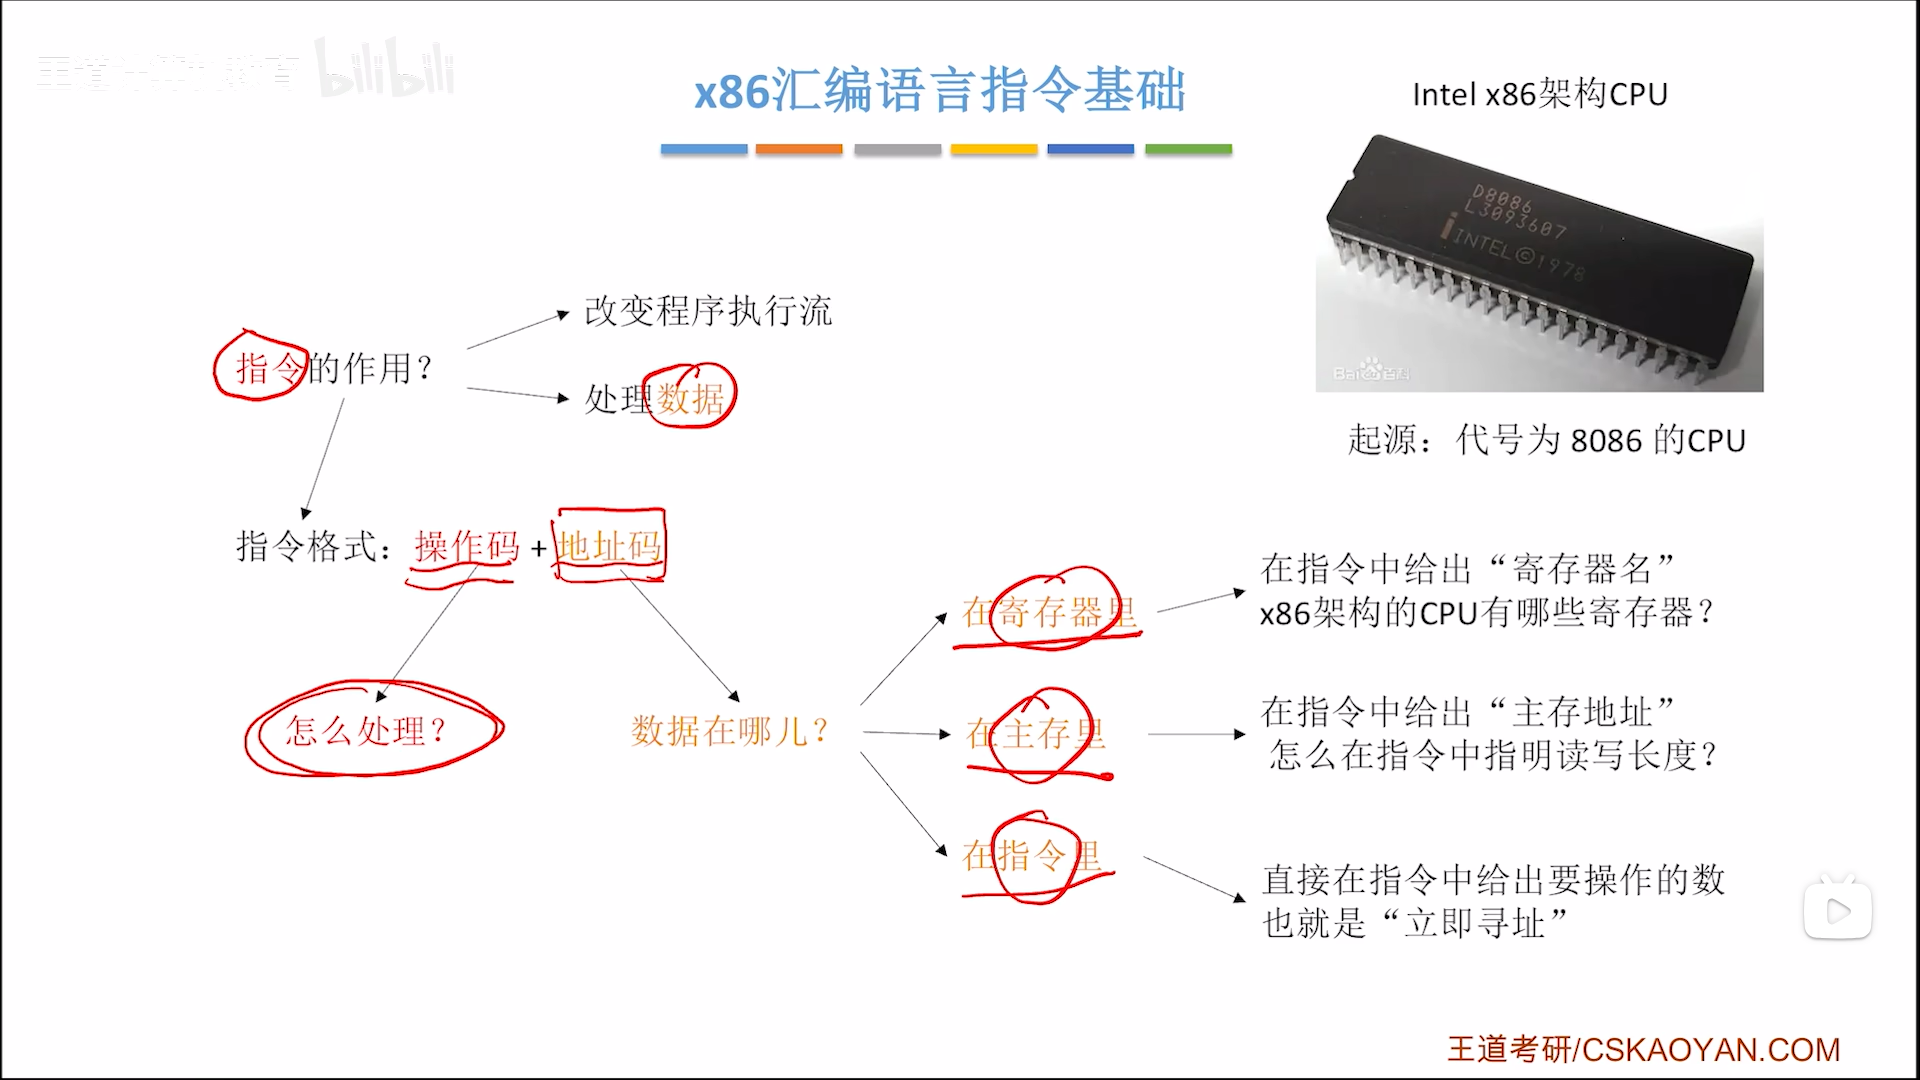 王道计算机教育 bilibili
x86汇编语言指令基础
Intel x86架构CPU
D8086
L3093607
INTEL©1978
Baidu百科
起源：代号为 8086 的CPU
改变程序执行流
指令的作用？
处理数据
指令格式：操作码 + 地址码
怎么处理？
数据在哪儿？
在寄存器里
在指令中给出“寄存器名”
x86架构的CPU有哪些寄存器？
在主存里
在指令中给出“主存地址”
怎么在指令中指明读写长度？
在指令里
直接在指令中给出要操作的数
也就是“立即寻址”
王道考研/CSKAOYAN.COM